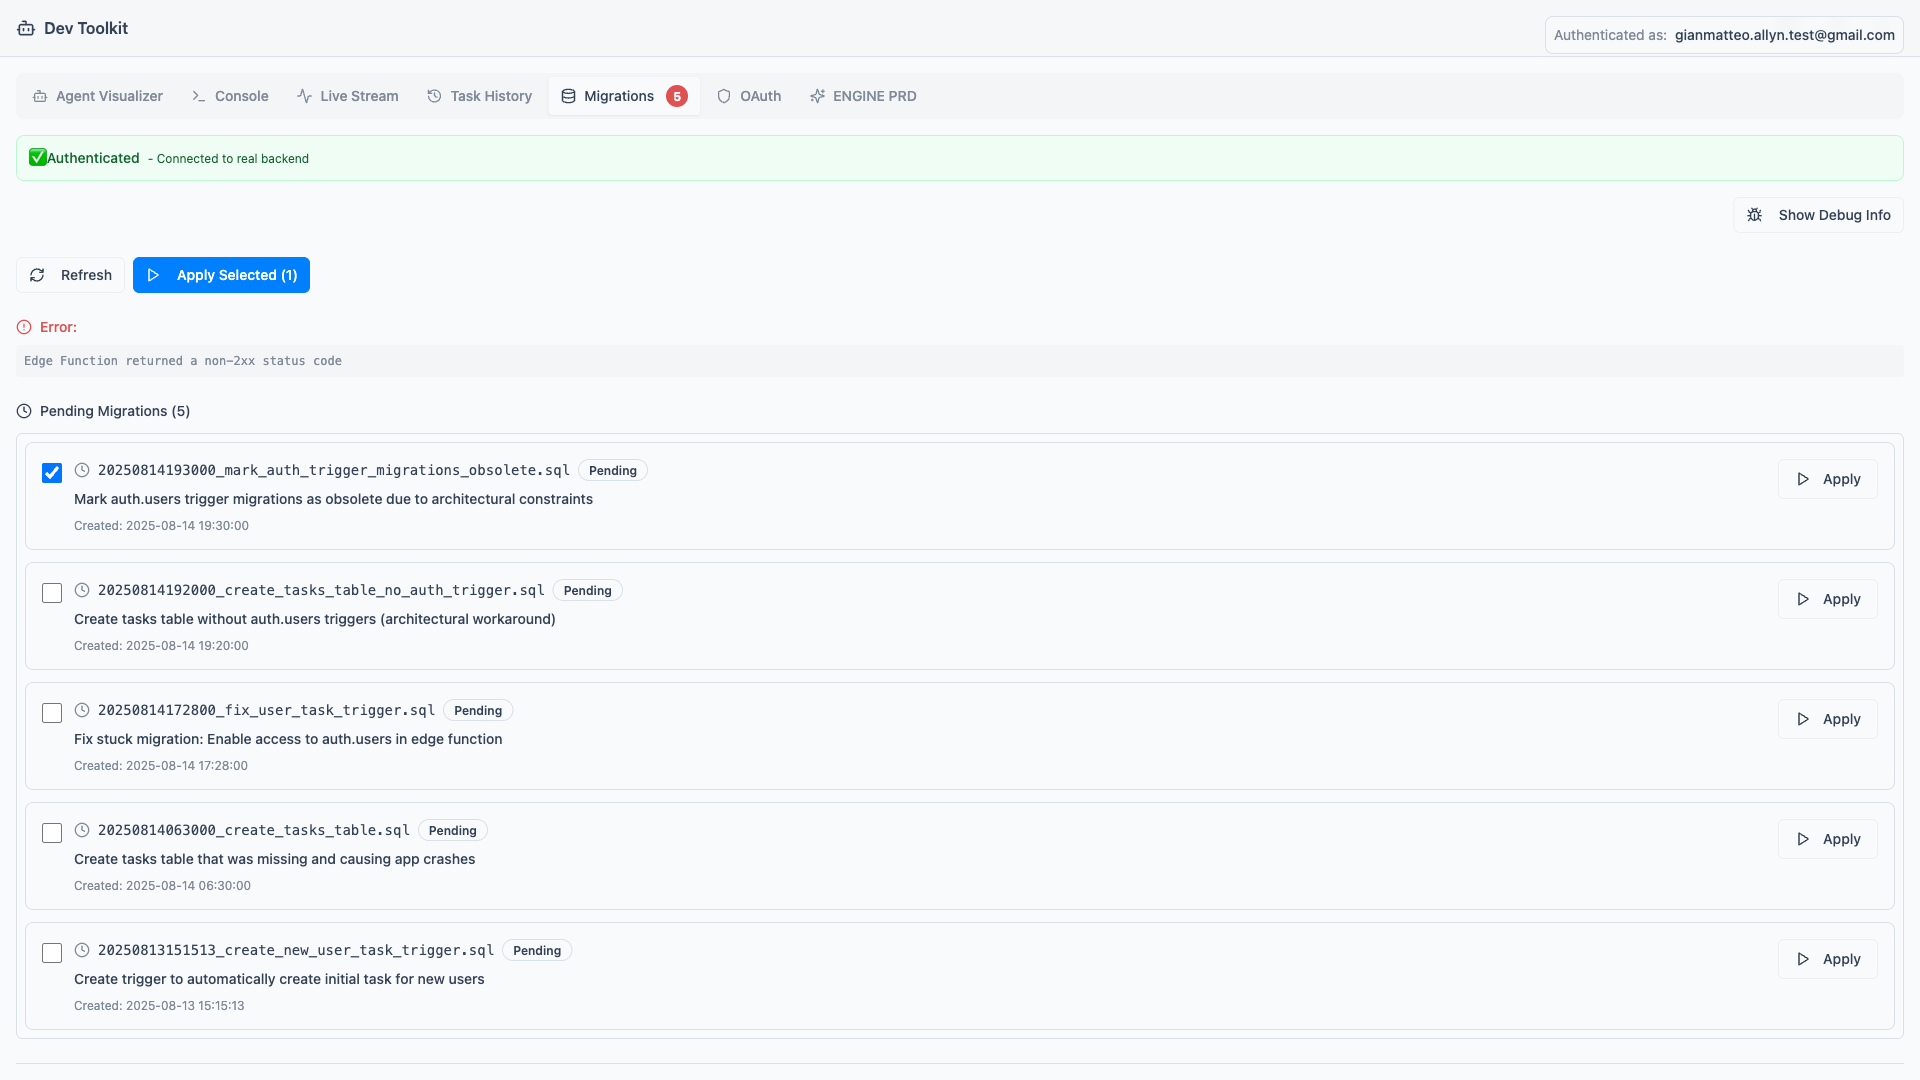 Dev Toolkit
Authenticated as: gianmatteo.allyn.test@gmail.com
Agent Visualizer
Console
Live Stream
Task History
Migrations 5
OAuth
ENGINE PRD
Authenticated - Connected to real backend
Show Debug Info
Refresh
Apply Selected (1)
Error:
Edge Function returned a non-2xx status code
Pending Migrations (5)
20250814193000_mark_auth_trigger_migrations_obsolete.sql Pending
Apply
Mark auth.users trigger migrations as obsolete due to architectural constraints
Created: 2025-08-14 19:30:00
20250814192000_create_tasks_table_no_auth_trigger.sql Pending
Apply
Create tasks table without auth.users triggers (architectural workaround)
Created: 2025-08-14 19:20:00
20250814172800_fix_user_task_trigger.sql Pending
Apply
Fix stuck migration: Enable access to auth.users in edge function
Created: 2025-08-14 17:28:00
20250814063000_create_tasks_table.sql Pending
Apply
Create tasks table that was missing and causing app crashes
Created: 2025-08-14 06:30:00
20250813151513_create_new_user_task_trigger.sql Pending
Apply
Create trigger to automatically create initial task for new users
Created: 2025-08-13 15:15:13